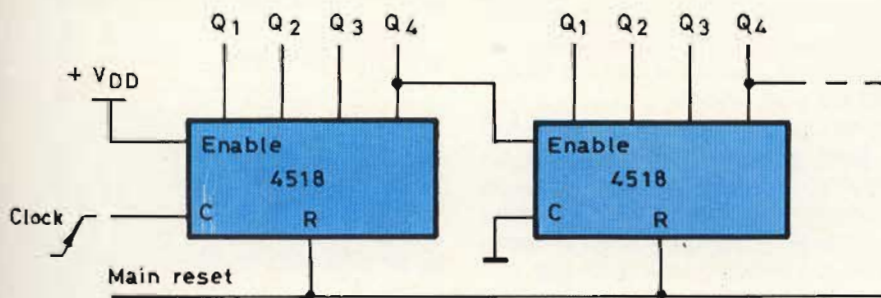 Q1 Q2 Q3 Q4 Q1 Q2 Q3 Q4
+ VDD
Enable Enable
4518 4518
Clock C C
R R
Main reset